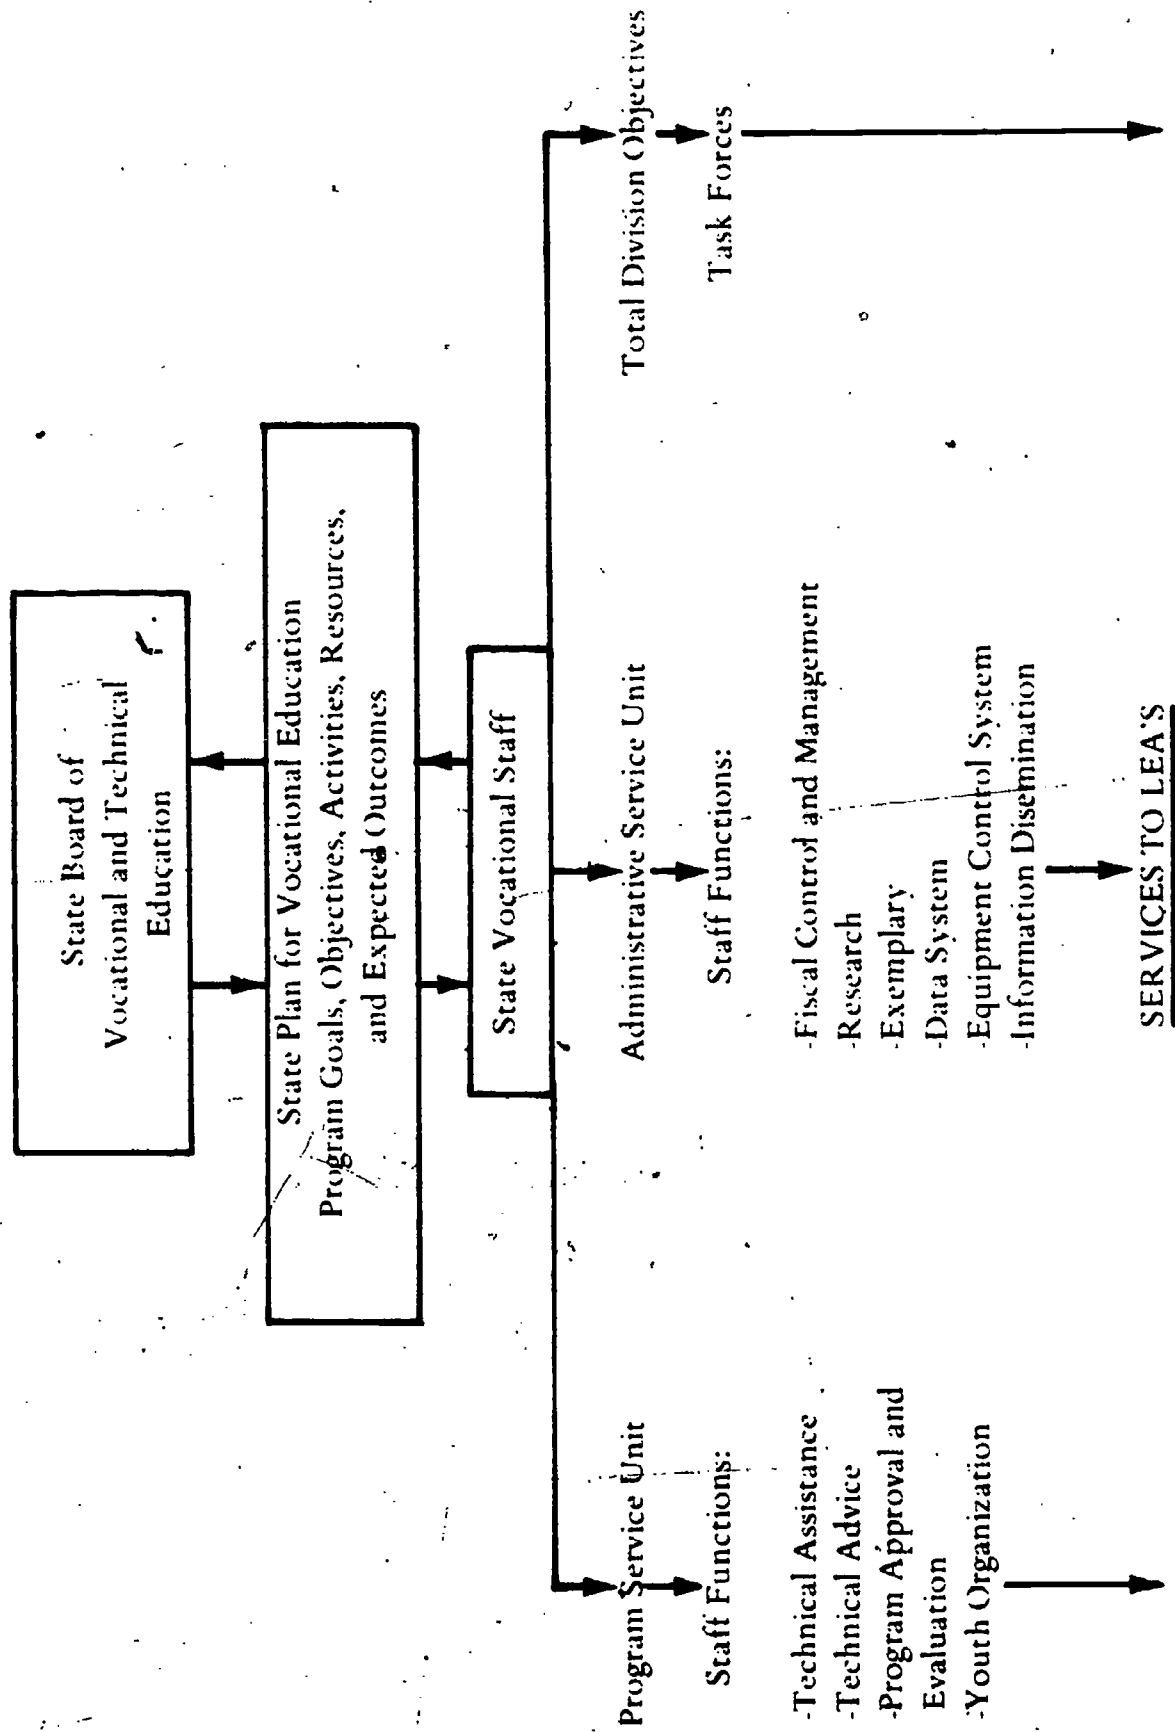 State Board of
Vocational and Technical
Education
State Plan for Vocational Education
Program Goals, Objectives, Activities, Resources,
and Expected Outcomes
State Vocational Staff
Program Service Unit
Staff Functions:
-Technical Assistance
-Technical Advice
-Program Approval and
Evaluation
-Youth Organization
Administrative Service Unit
Staff Functions:
-Fiscal Control and Management
-Research
-Exemplary
-Data System
-Equipment Control System
-Information Disemination
Total Division Objectives
Task Forces
SERVICES TO LEA'S